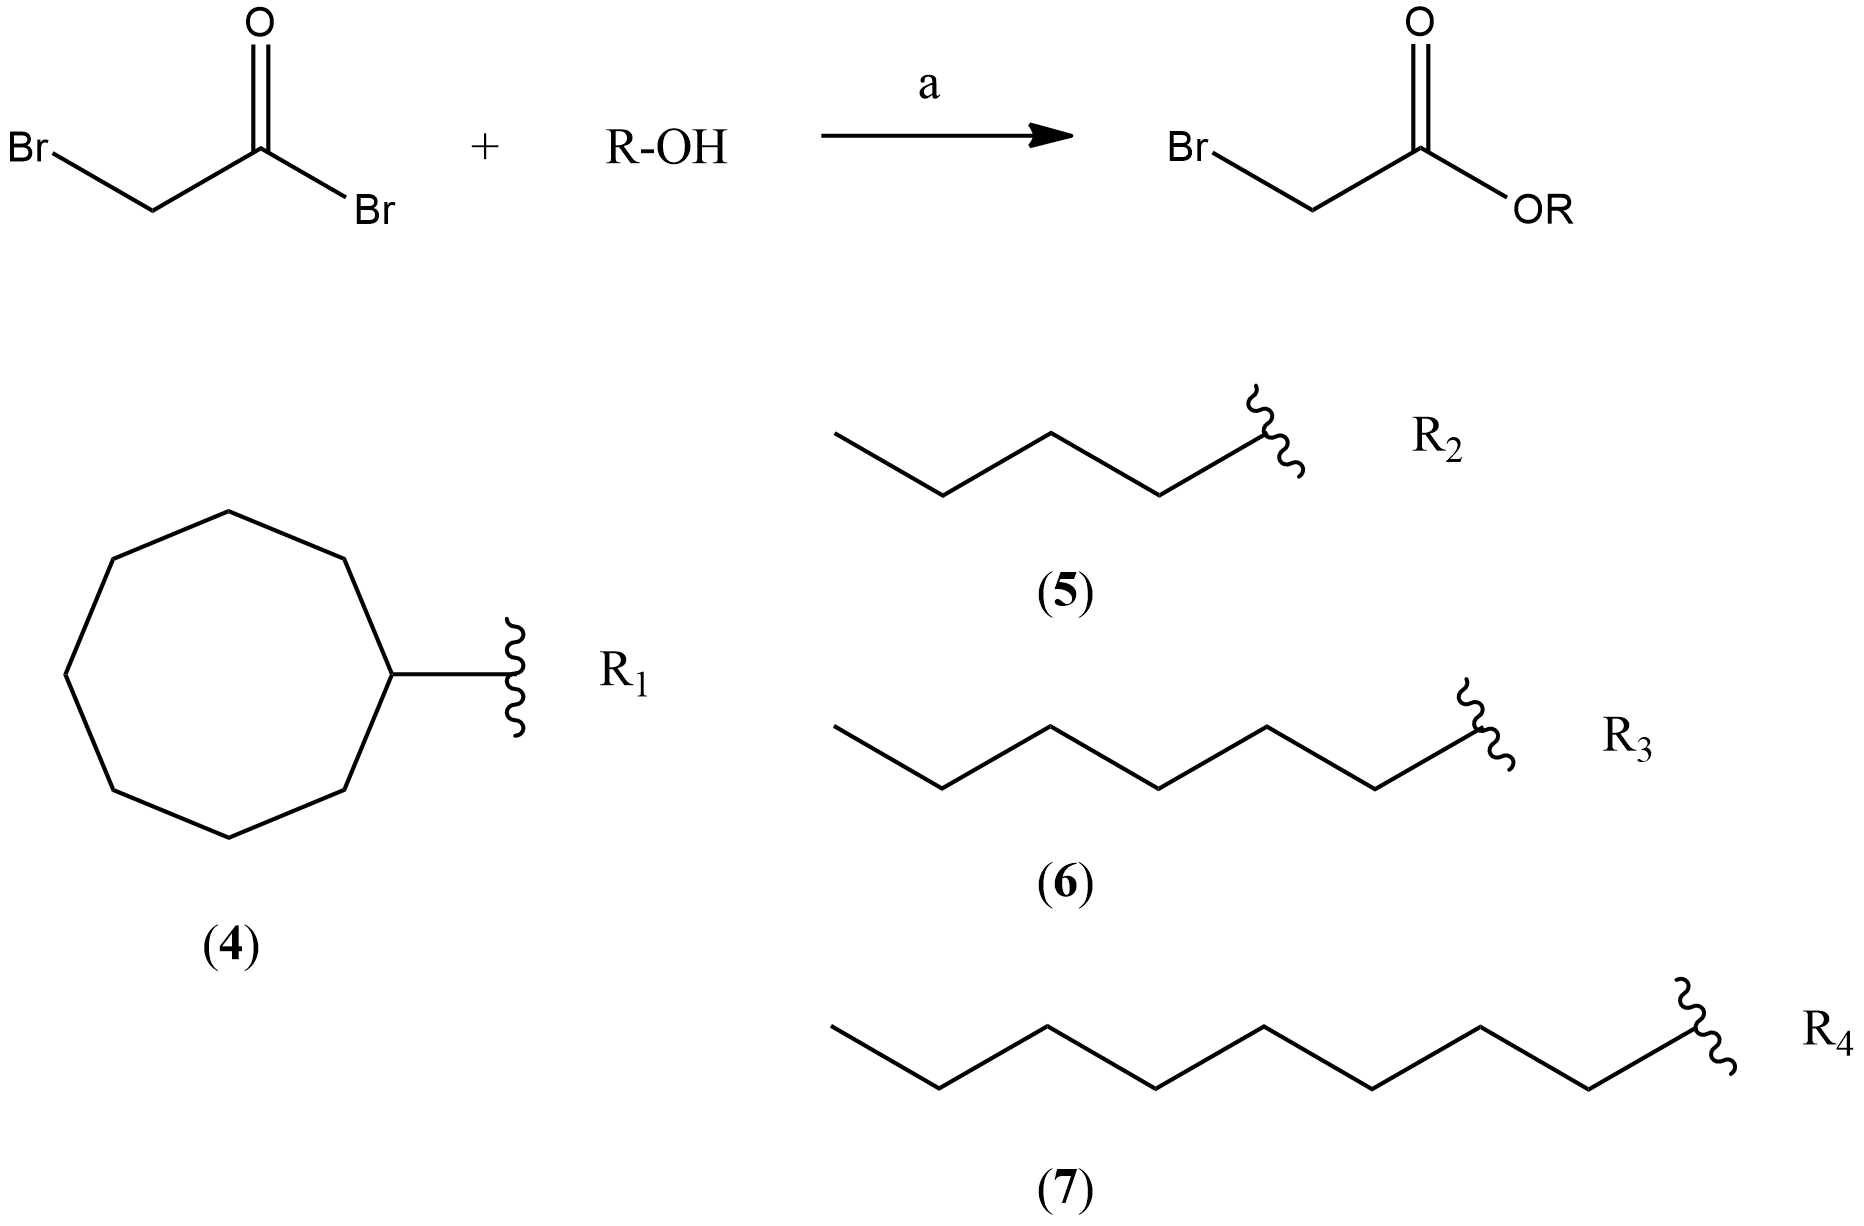 O
Br
Br
+
R-OH
a
O
Br
OR
R₂
(5)
R₁
R₃
(4)
(6)
R₄
(7)